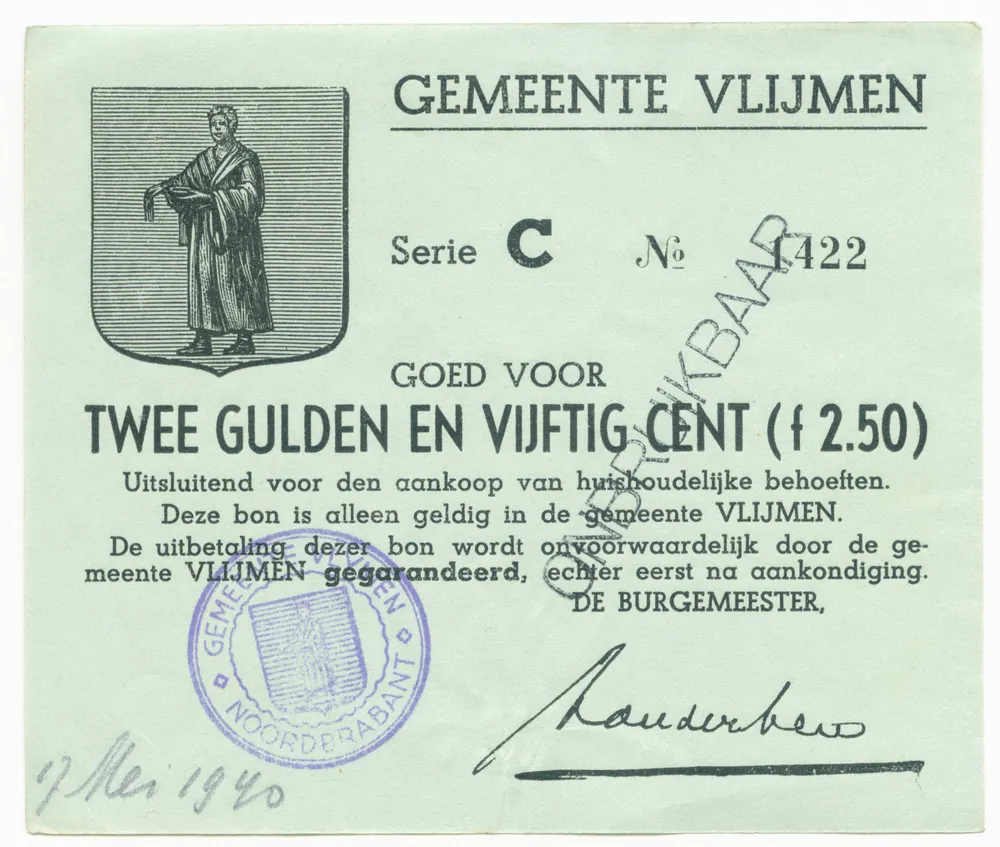 GEMEENTE VLIJMEN
Serie C № 1422
ONBRUIKBAAR
GOED VOOR
TWEE GULDEN EN VIJFTIG CENT (f 2.50)
Uitsluitend voor den aankoop van huishoudelijke behoeften.
Deze bon is alleen geldig in de gemeente VLIJMEN.
De uitbetaling dezer bon wordt onvoorwaardelijk door de ge-
meente VLIJMEN gegarandeerd, echter eerst na aankondiging.
DE BURGEMEESTER,
GEMEENTE VLIJMEN
NOORDBRABANT
17 Mei 1940